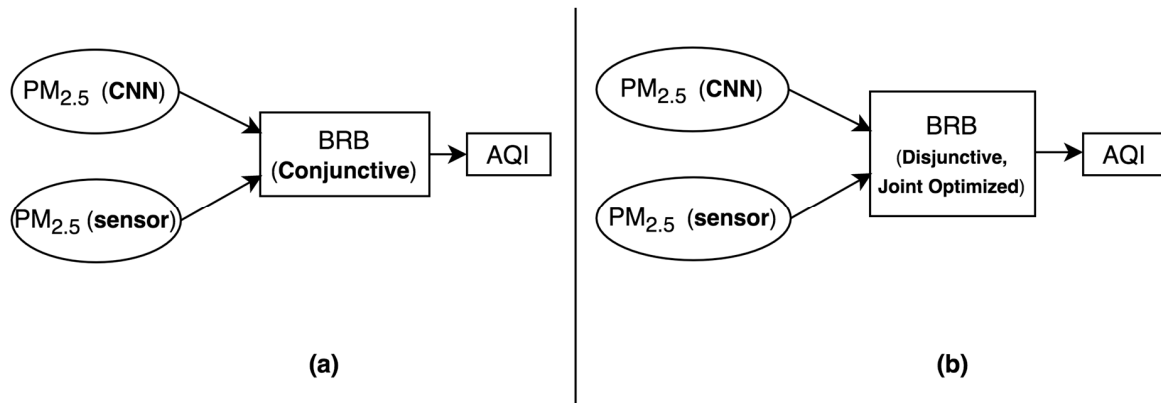 PM2.5 (CNN)
BRB
(Conjunctive)
AQI
PM2.5 (sensor)
(a)
PM2.5 (CNN)
BRB
(Disjunctive,
Joint Optimized)
AQI
PM2.5 (sensor)
(b)